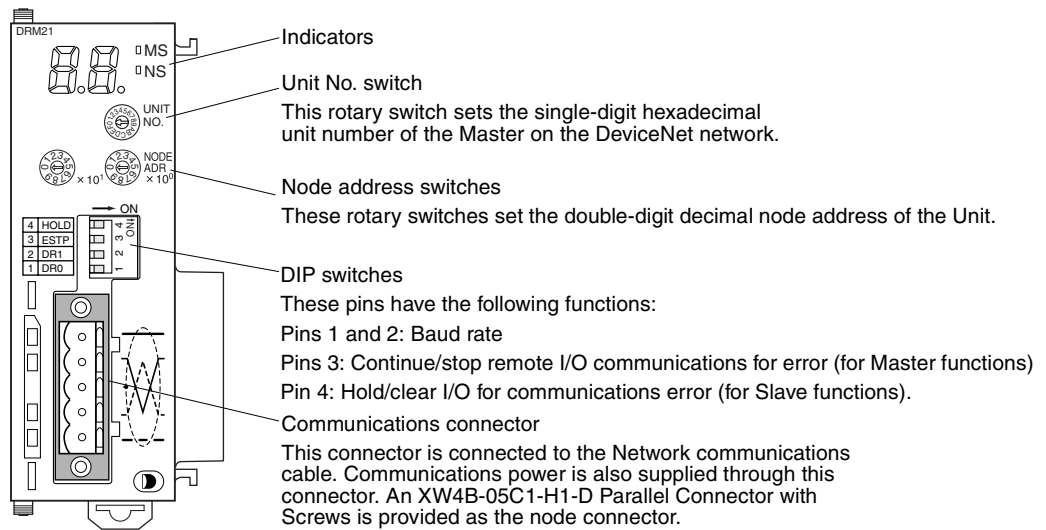 DRM21
MS
NS
UNIT
NO.
NODE
ADR
× 10¹
× 10⁰
ON
4 HOLD
3 ESTP
2 DR1
1 DR0
ON
4
3
2
1
Indicators
Unit No. switch
This rotary switch sets the single-digit hexadecimal
unit number of the Master on the DeviceNet network.
Node address switches
These rotary switches set the double-digit decimal node address of the Unit.
DIP switches
These pins have the following functions:
Pins 1 and 2: Baud rate
Pins 3: Continue/stop remote I/O communications for error (for Master functions)
Pin 4: Hold/clear I/O for communications error (for Slave functions).
Communications connector
This connector is connected to the Network communications
cable. Communications power is also supplied through this
connector. An XW4B-05C1-H1-D Parallel Connector with
Screws is provided as the node connector.